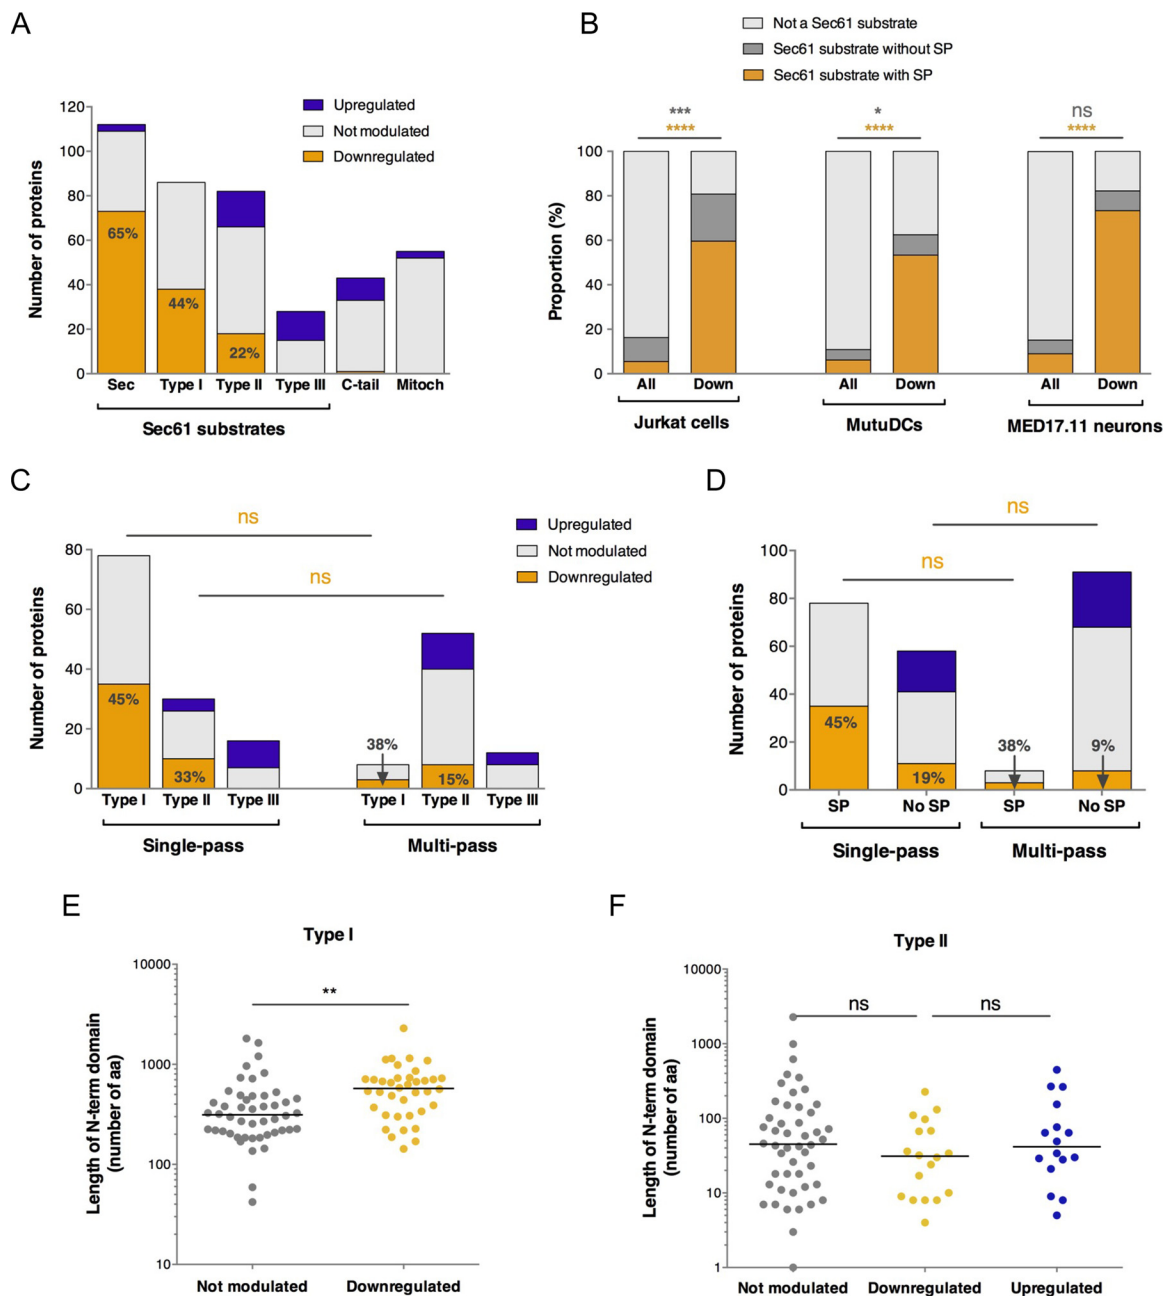 A
Upregulated
Not modulated
Downregulated
Number of proteins
120
100
80
60
40
20
0
65%
44%
22%
Sec Type I Type II Type III C-tail Mitoch
Sec61 substrates
B
Not a Sec61 substrate
Sec61 substrate without SP
Sec61 substrate with SP
*** * ns
**** **** ****
Proportion (%)
100
80
60
40
20
0
All Down All Down All Down
Jurkat cells MutuDCs MED17.11 neurons
C
ns
ns
Upregulated
Not modulated
Downregulated
Number of proteins
80
60
40
20
0
45%
33%
38%
15%
Type I Type II Type III Type I Type II Type III
Single-pass Multi-pass
D
ns
ns
Number of proteins
100
80
60
40
20
0
45%
19%
38%
9%
SP No SP SP No SP
Single-pass Multi-pass
E
Type I
**
Length of N-term domain
(number of aa)
10000
1000
100
10
Not modulated Downregulated
F
Type II
ns ns
Length of N-term domain
(number of aa)
10000
1000
100
10
1
Not modulated Downregulated Upregulated